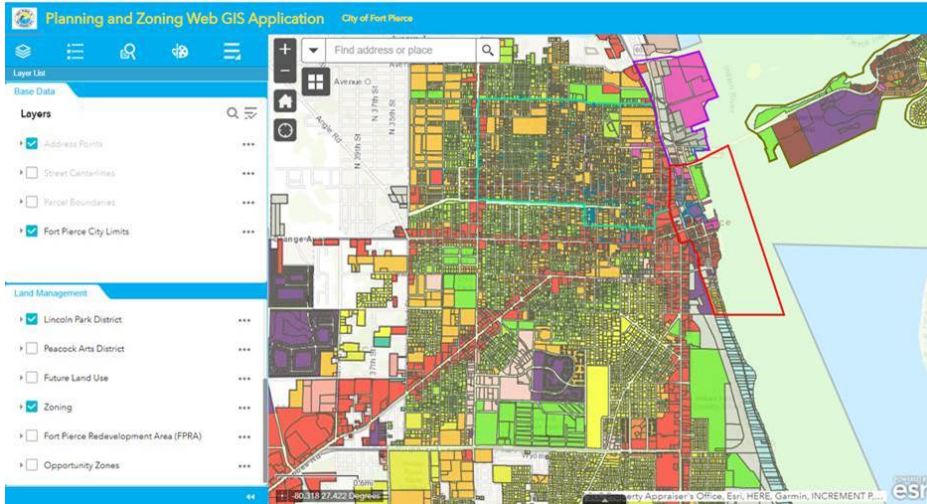 Planning and Zoning Web GIS Application
City of Fort Pierce
Layer List
Base Data
Layers
Address Points
Street Centerlines
Parcel Boundaries
Fort Pierce City Limits
Land Management
Lincoln Park District
Peacock Arts District
Future Land Use
Zoning
Fort Pierce Redevelopment Area (FPRA)
Opportunity Zones
Find address or place
Avenue O
Angle Rd
N 39th St
N 37th St
N 35th St
37th St
-80.318 27.422 Degrees
Property Appraiser's Office, Esri, HERE, Garmin, INCREMENT P,...
esri